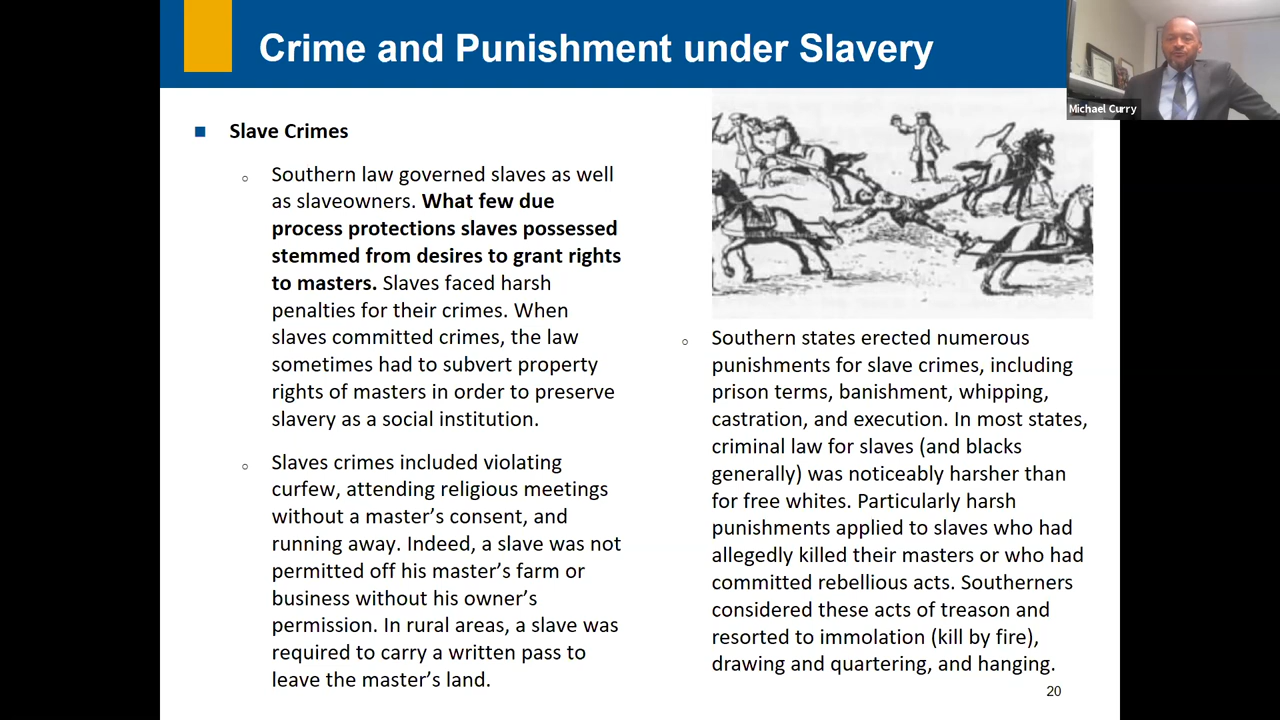 Crime and Punishment under Slavery
Michael Curry
Slave Crimes
Southern law governed slaves as well
as slaveowners. What few due
process protections slaves possessed
stemmed from desires to grant rights
to masters. Slaves faced harsh
penalties for their crimes. When
slaves committed crimes, the law
sometimes had to subvert property
rights of masters in order to preserve
slavery as a social institution.
Slaves crimes included violating
curfew, attending religious meetings
without a master’s consent, and
running away. Indeed, a slave was not
permitted off his master’s farm or
business without his owner’s
permission. In rural areas, a slave was
required to carry a written pass to
leave the master’s land.
Southern states erected numerous
punishments for slave crimes, including
prison terms, banishment, whipping,
castration, and execution. In most states,
criminal law for slaves (and blacks
generally) was noticeably harsher than
for free whites. Particularly harsh
punishments applied to slaves who had
allegedly killed their masters or who had
committed rebellious acts. Southerners
considered these acts of treason and
resorted to immolation (kill by fire),
drawing and quartering, and hanging.
20